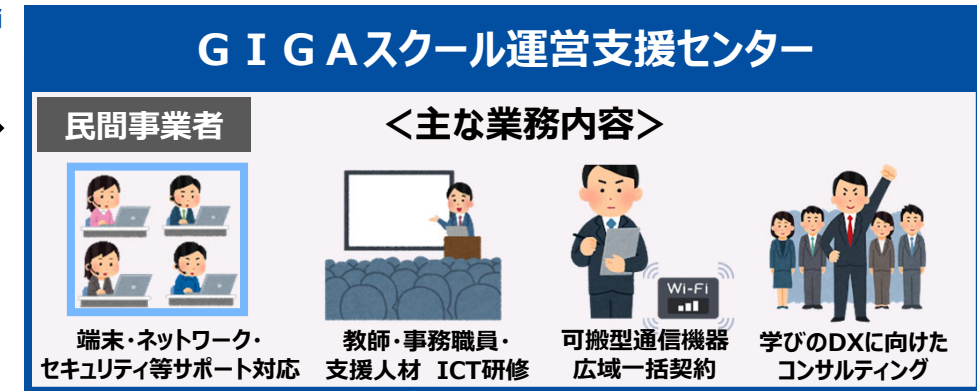 ＧＩＧＡスクール運営支援センター
民間事業者
＜主な業務内容＞
Wi-Fi
端末・ネットワーク・
セキュリティ等サポート対応
教師・事務職員・
支援人材 ICT研修
可搬型通信機器
広域一括契約
学びのDXに向けた
コンサルティング